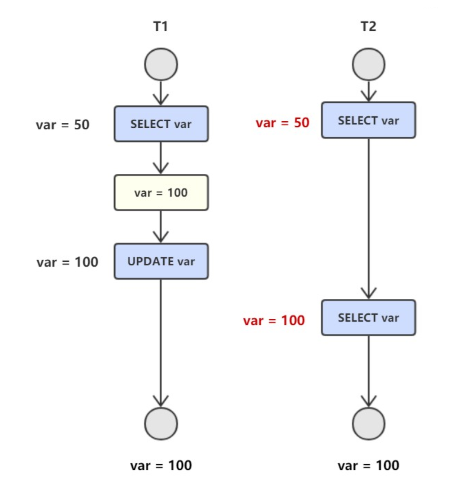 T1
T2
var = 50
SELECT var
var = 50
SELECT var
var = 100
var = 100
UPDATE var
var = 100
SELECT var
var = 100
var = 100